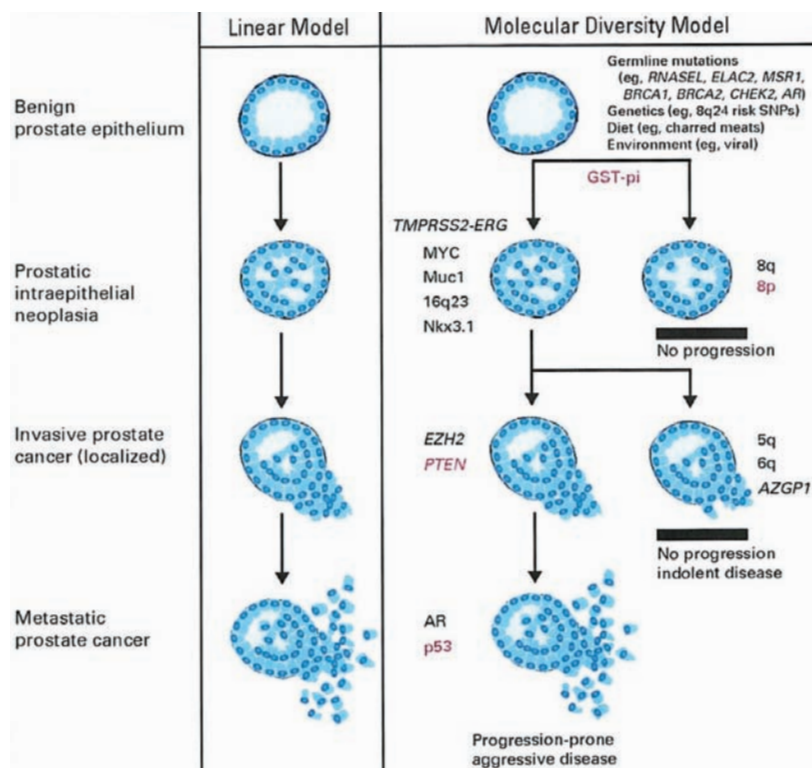 Linear Model
Molecular Diversity Model
Benign
prostate epithelium
Germline mutations
(eg, RNASEL, ELAC2, MSR1,
BRCA1, BRCA2, CHEK2, AR)
Genetics (eg, 8q24 risk SNPs)
Diet (eg, charred meats)
Environment (eg, viral)
GST-pi
Prostatic
intraepithelial
neoplasia
TMPRSS2-ERG
MYC
Muc1
16q23
Nkx3.1
8q
8p
No progression
Invasive prostate
cancer (localized)
EZH2
PTEN
5q
6q
AZGP1
No progression
indolent disease
Metastatic
prostate cancer
AR
p53
Progression-prone
aggressive disease